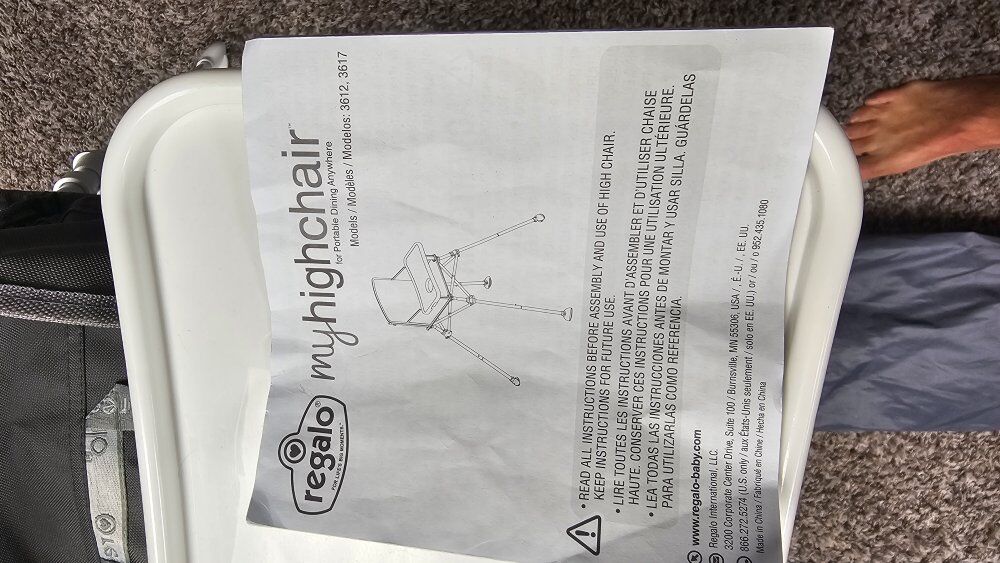 regalo®
FOR LIFE'S BIG MOMENTS.™
myhighchair™
for Portable Dining Anywhere
Models / Modèles / Modelos: 3612, 3617
• READ ALL INSTRUCTIONS BEFORE ASSEMBLY AND USE OF HIGH CHAIR.
KEEP INSTRUCTIONS FOR FUTURE USE.
• LIRE TOUTES LES INSTRUCTIONS AVANT D'ASSEMBLER ET D'UTILISER CHAISE
HAUTE. CONSERVER CES INSTRUCTIONS POUR UNE UTILISATION ULTÉRIEURE.
• LEA TODAS LAS INSTRUCCIONES ANTES DE MONTAR Y USAR SILLA. GUÁRDELAS
PARA UTILIZARLAS COMO REFERENCIA.
www.regalo-baby.com
Regalo International, LLC
3200 Corporate Center Drive, Suite 100 / Burnsville, MN 55306, USA / . É.-U. / , EE. UU.
866.272.5274 (U.S. only / aux États-Unis seulement / solo en EE. UU.) or / ou / o 952.435.1080
Made in China / Fabriqué en Chine / Hecha en China